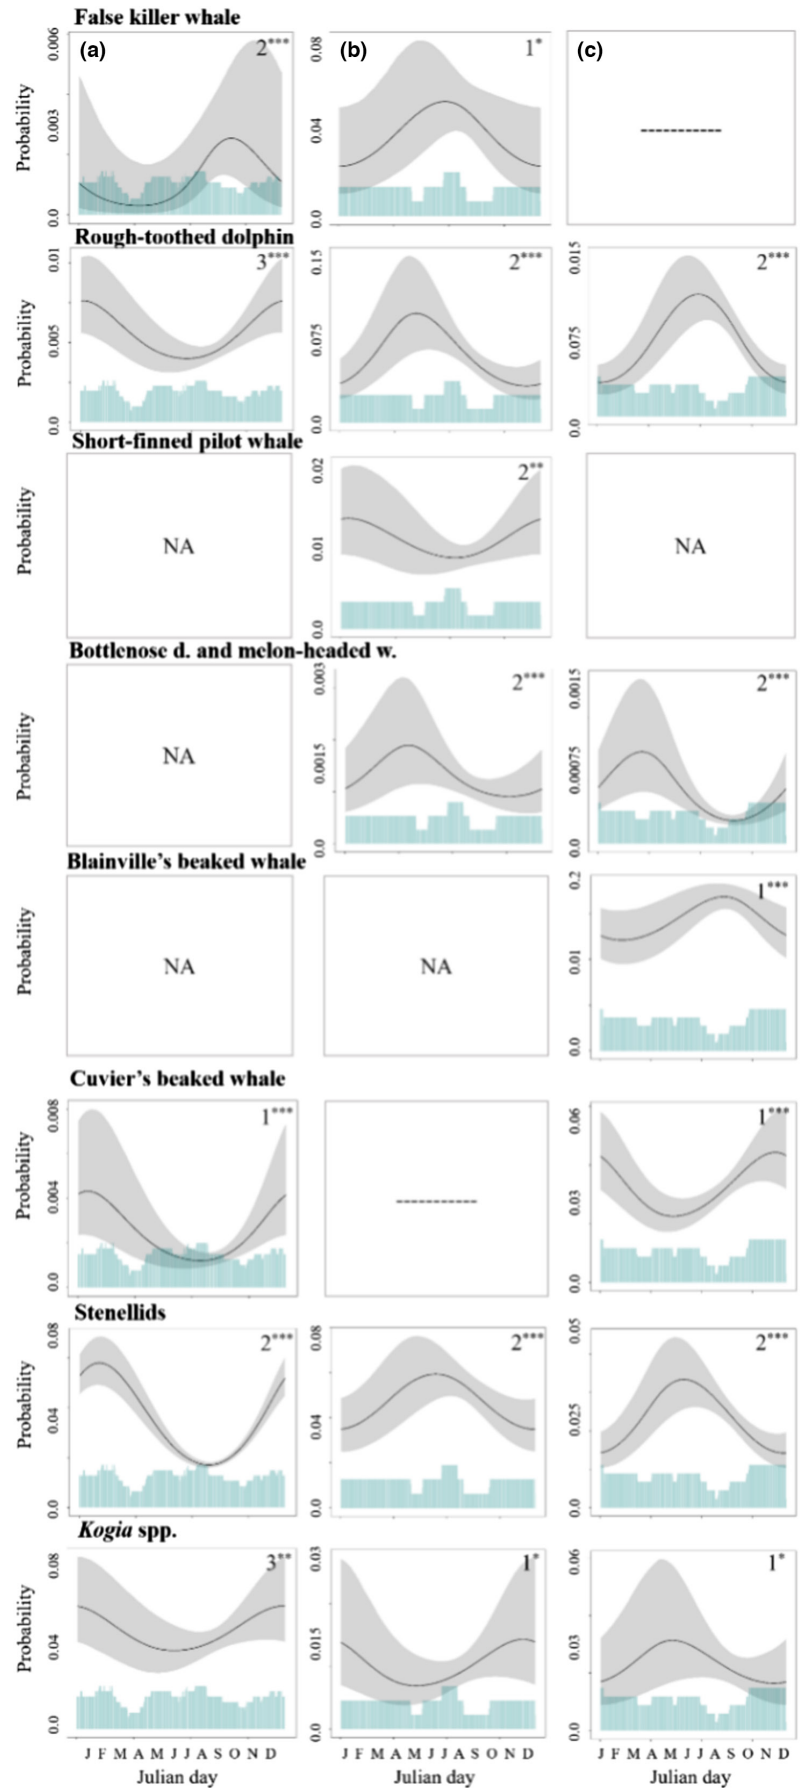 False killer whale
(a) 2*** (b) 1* (c)
Probability
0.006 0.003 0.0
0.08 0.04 0.0
----------
Rough-toothed dolphin
3*** 2*** 2***
Probability
0.01 0.005 0.0
0.15 0.075 0.0
0.015 0.075 0.0
Short-finned pilot whale
Probability
NA 2** NA
0.02 0.01 0.0
Bottlenose d. and melon-headed w.
Probability
NA 2*** 2***
0.003 0.0015 0.0
0.0015 0.00075 0.0
Blainville's beaked whale
Probability
NA NA 1***
0.2 0.01 0.0
Cuvier's beaked whale
1*** 1***
Probability
0.008 0.004 0.0
----------
0.06 0.03 0.0
Stenellids
2*** 2*** 2***
Probability
0.08 0.04 0.0
0.08 0.04 0.0
0.05 0.025 0.0
Kogia spp.
3** 1* 1*
Probability
0.08 0.04 0.0
0.03 0.015 0.0
0.06 0.03 0.0
J F M A M J J A S O N D J F M A M J J A S O N D J F M A M J J A S O N D
Julian day Julian day Julian day